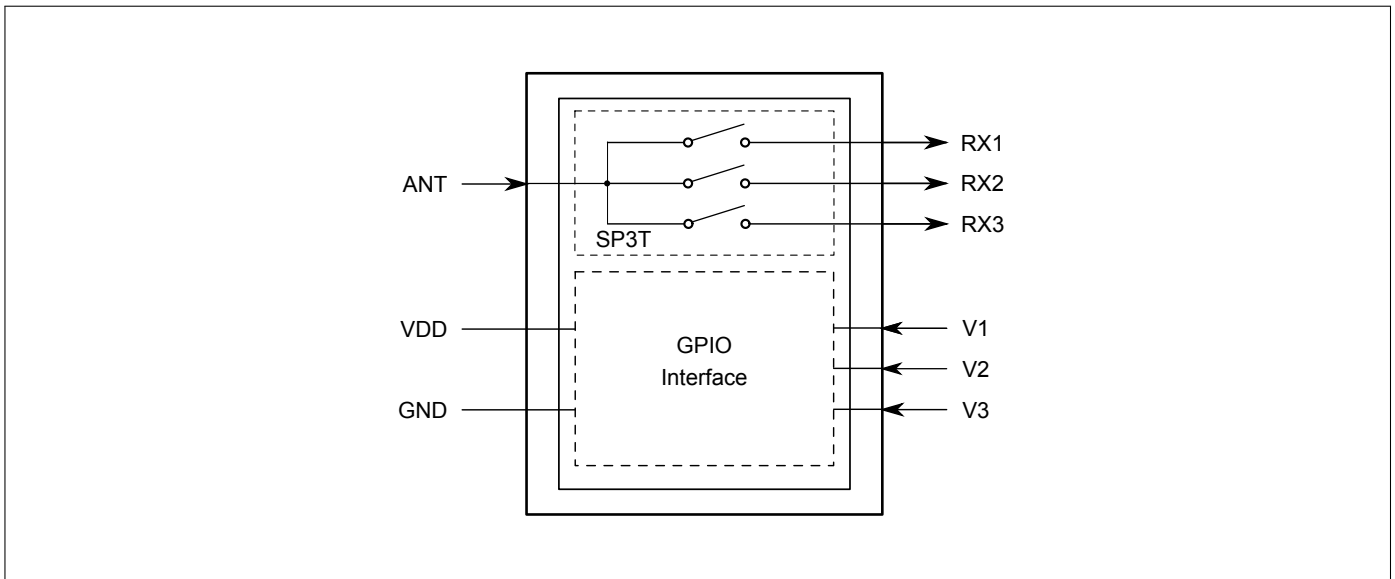 ANT
RX1
RX2
RX3
SP3T
VDD
GND
GPIO
Interface
V1
V2
V3